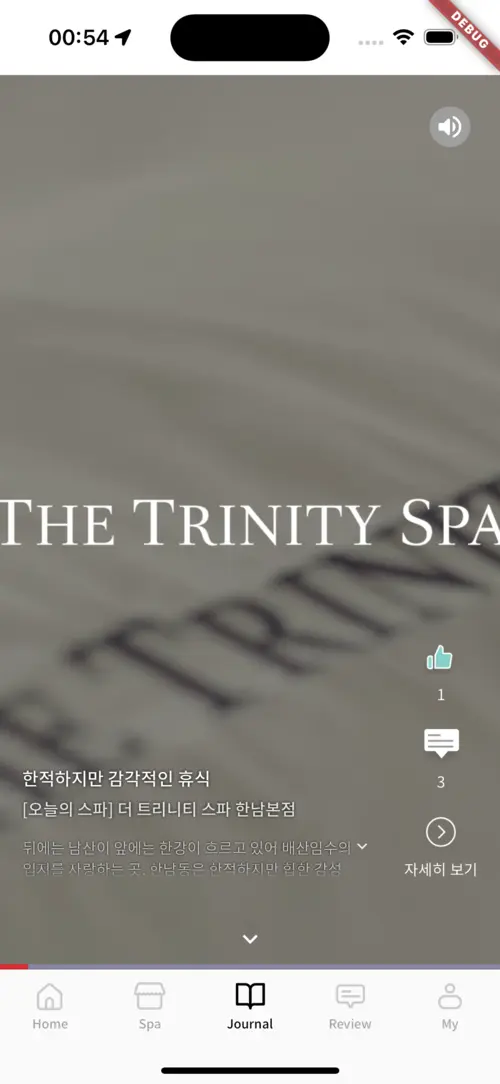 00:54
DEBUG
THE TRINITY SPA
THE TRINIT
1
3
한적하지만 감각적인 휴식
[오늘의 스파] 더 트리니티 스파 한남본점
뒤에는 남산이 앞에는 한강이 흐르고 있어 배산임수의
입지를 사랑하는 곳. 한남동은 한적하지만 힙한 감성
자세히 보기
Home
Spa
Journal
Review
My